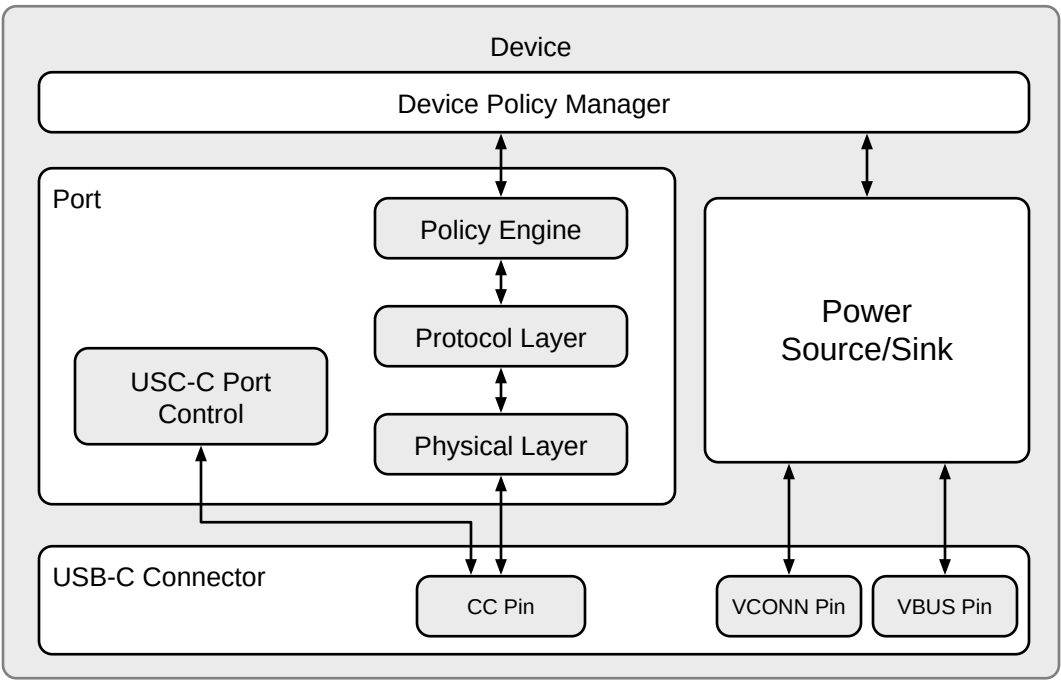 Device
Device Policy Manager
Port
Policy Engine
Protocol Layer
USC-C Port
Control
Physical Layer
Power
Source/Sink
USB-C Connector
CC Pin
VCONN Pin
VBUS Pin